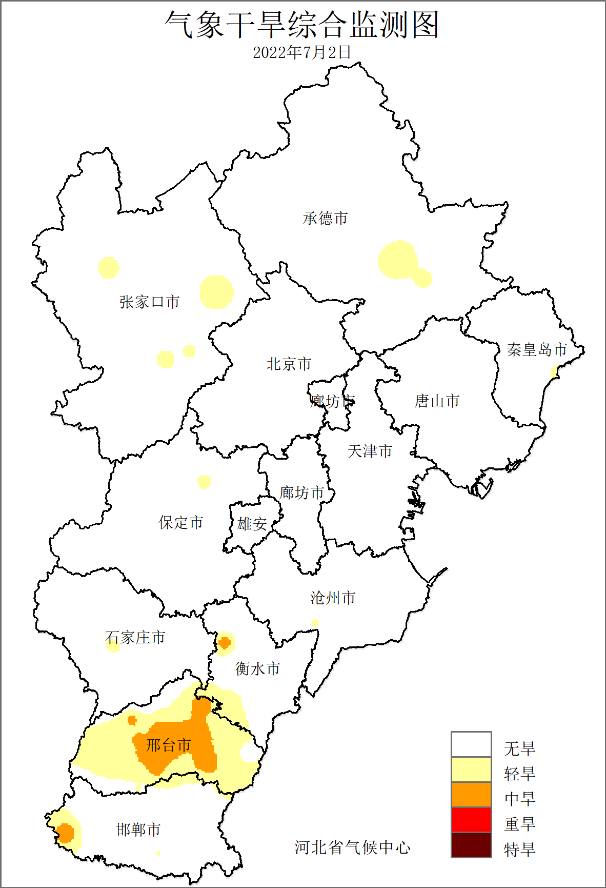 气象干旱综合监测图
2022年7月2日
承德市
张家口市
北京市
秦皇岛市
廊坊市
唐山市
天津市
廊坊市
保定市
雄安
沧州市
石家庄市
衡水市
邢台市
邯郸市
无旱
轻旱
中旱
重旱
特旱
河北省气候中心